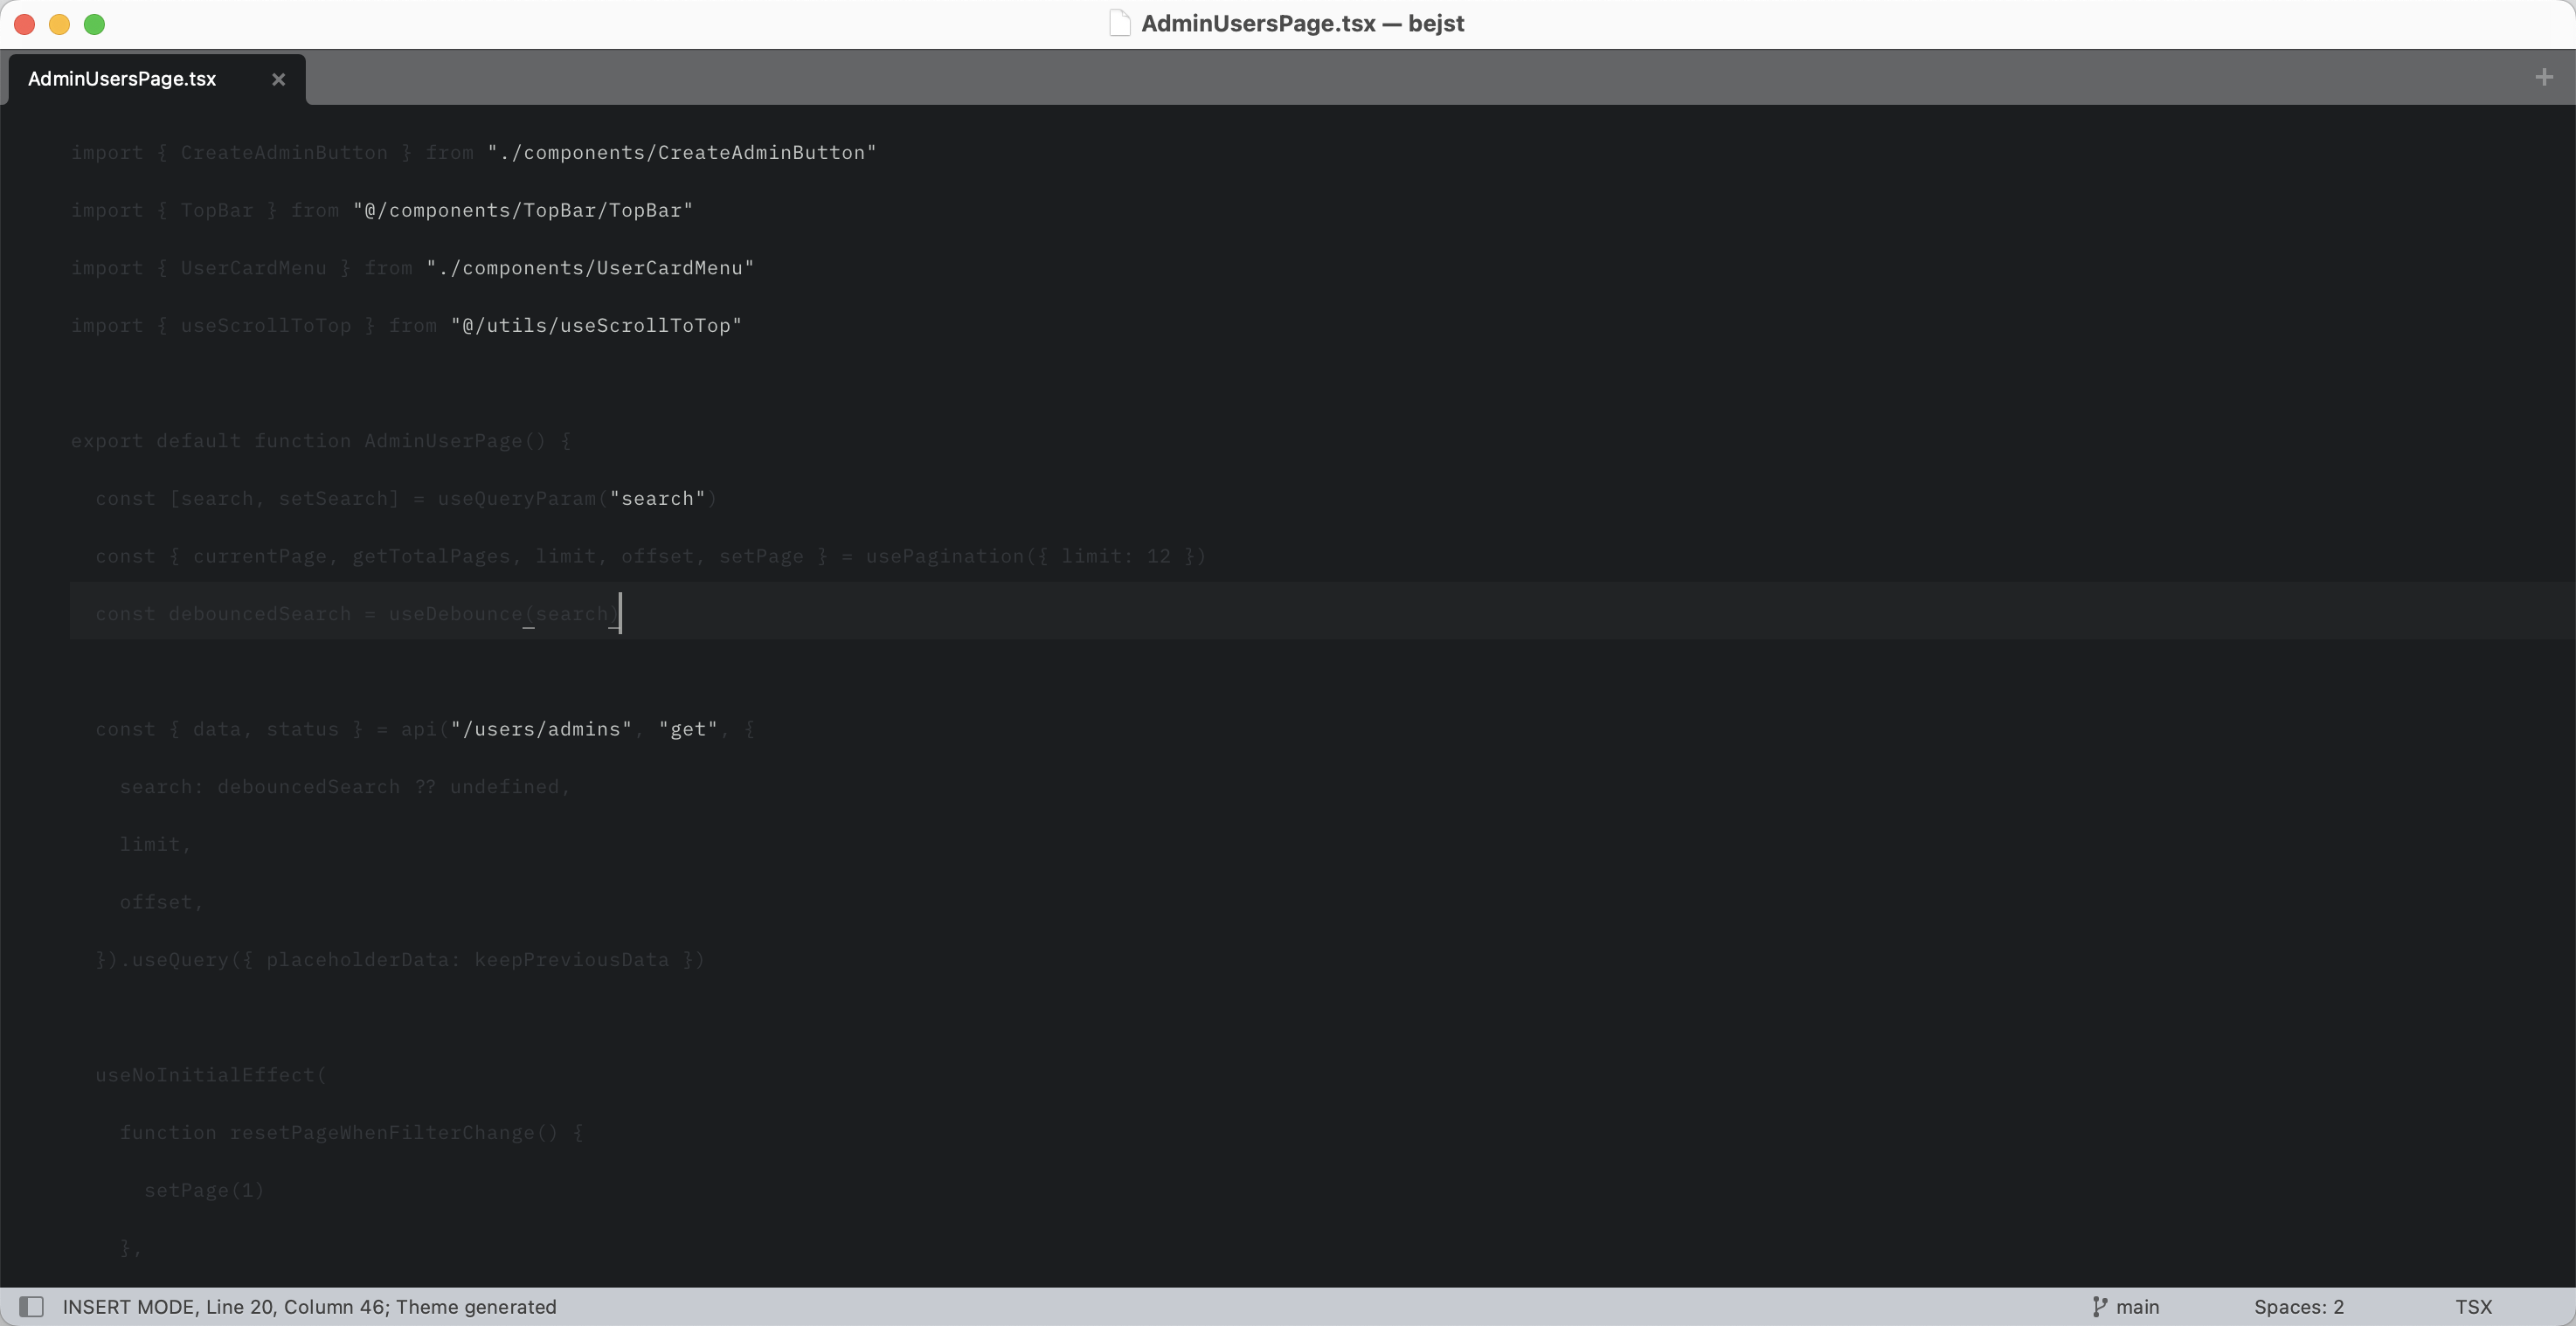 AdminUsersPage.tsx — bejst
AdminUsersPage.tsx
import { CreateAdminButton } from "./components/CreateAdminButton"
import { TopBar } from "@/components/TopBar/TopBar"
import { UserCardMenu } from "./components/UserCardMenu"
import { useScrollToTop } from "@/utils/useScrollToTop"
export default function AdminUserPage() {
const [search, setSearch] = useQueryParam("search")
const { currentPage, getTotalPages, limit, offset, setPage } = usePagination({ limit: 12 })
const debouncedSearch = useDebounce(search)
const { data, status } = api("/users/admins", "get", {
search: debouncedSearch ?? undefined,
limit,
offset,
}).useQuery({ placeholderData: keepPreviousData })
useNoInitialEffect(
function resetPageWhenFilterChange() {
setPage(1)
},
INSERT MODE, Line 20, Column 46; Theme generated main Spaces: 2 TSX